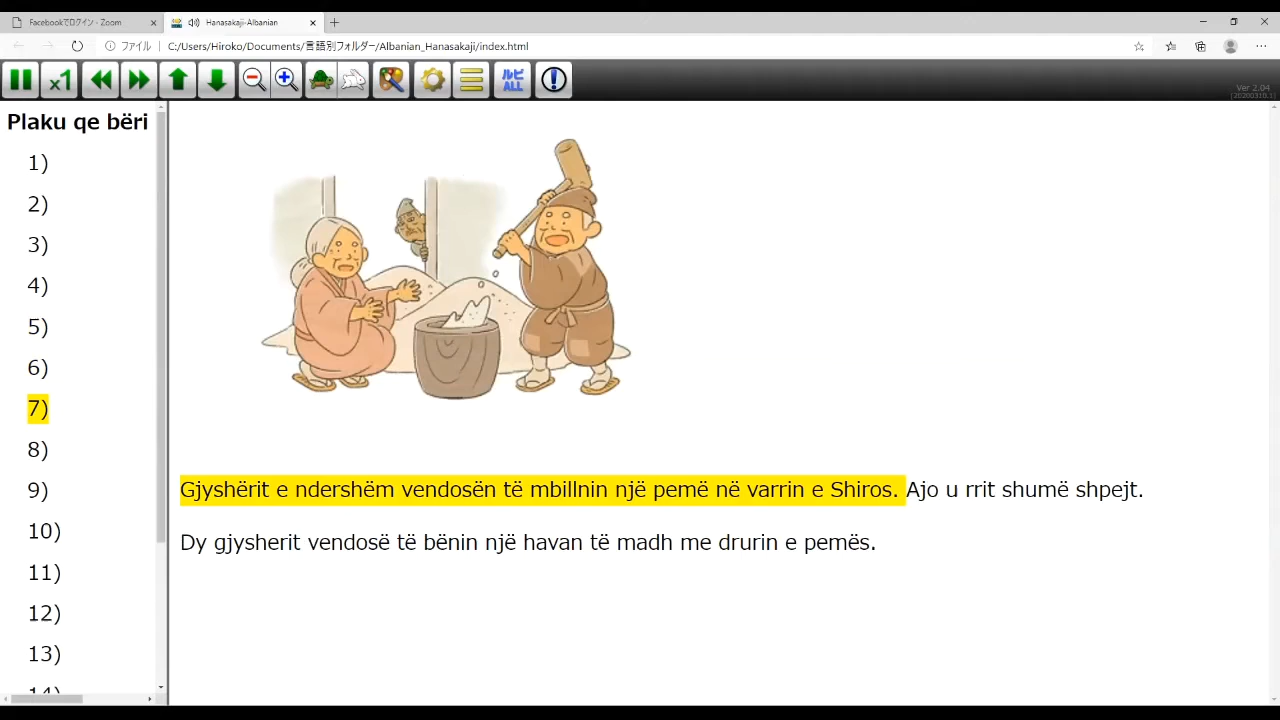 Facebookでログイン - Zoom
Hanasakaji-Albanian
ファイル
C:/Users/Hiroko/Documents/言語別フォルダー/Albanian_Hanasakaji/index.html
x1
ルビ
ALL
Ver 2.04
Plaku qe bëri
1)
2)
3)
4)
5)
6)
7)
8)
9)
10)
11)
12)
13)
14)
Gjyshërit e ndershëm vendosën të mbillnin një pemë në varrin e Shiros. Ajo u rrit shumë shpejt.
Dy gjysherit vendosë të bënin një havan të madh me drurin e pemës.